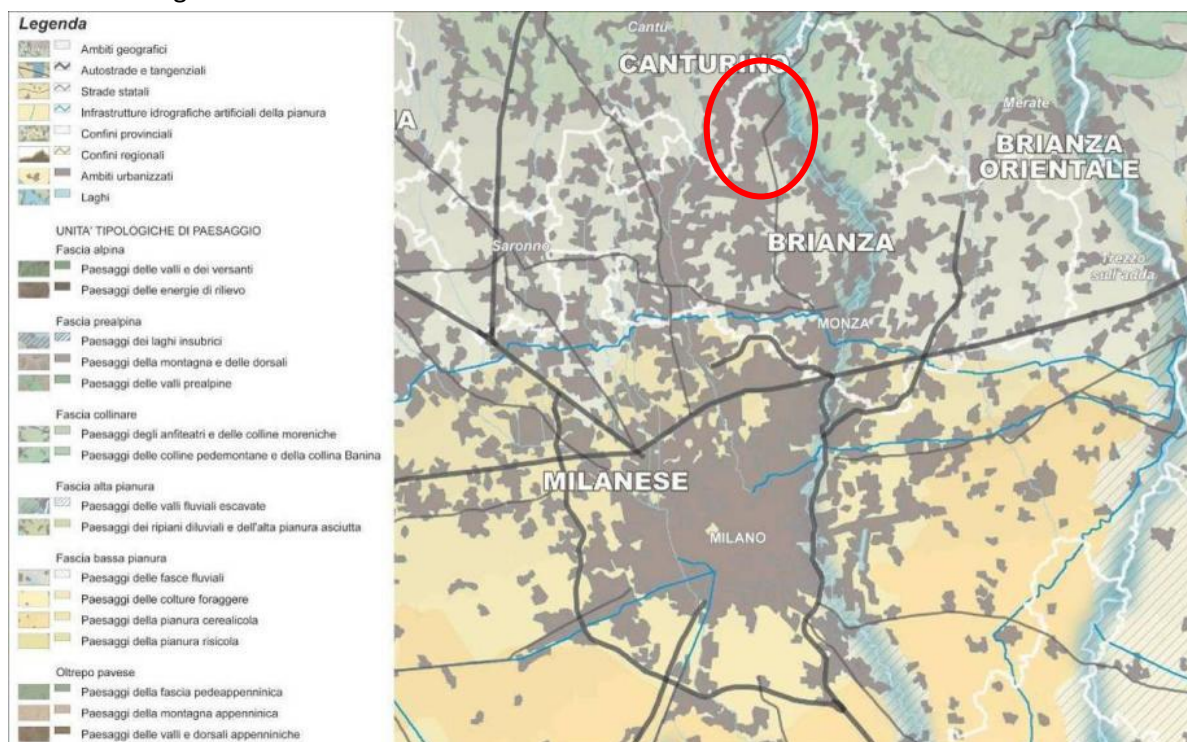 Legenda
Ambiti geografici
Autostrade e tangenziali
Strade statali
Infrastrutture idrografiche artificiali della pianura
Confini provinciali
Confini regionali
Ambiti urbanizzati
Laghi
UNITA' TIPOLOGICHE DI PAESAGGIO
Fascia alpina
Paesaggi delle valli e dei versanti
Paesaggi delle energie di rilievo
Fascia prealpina
Paesaggi dei laghi insubrici
Paesaggi della montagna e delle dorsali
Paesaggi delle valli prealpine
Fascia collinare
Paesaggi degli anfiteatri e delle colline moreniche
Paesaggi delle colline pedemontane e della collina Banina
Fascia alta pianura
Paesaggi delle valli fluviali escavate
Paesaggi dei ripiani diluviali e dell'alta pianura asciutta
Fascia bassa pianura
Paesaggi delle fasce fluviali
Paesaggi delle colture foraggere
Paesaggi della pianura cerealicola
Paesaggi della pianura risicola
Oltrepo pavese
Paesaggi della fascia pedeappenninica
Paesaggi della montagna appenninica
Paesaggi delle valli e dorsali appenniniche
Cantù
CANTURINO
A
Merate
BRIANZA
ORIENTALE
BRIANZA
Saronno
Trezzo
sull'adda
MONZA
MILANESE
MILANO